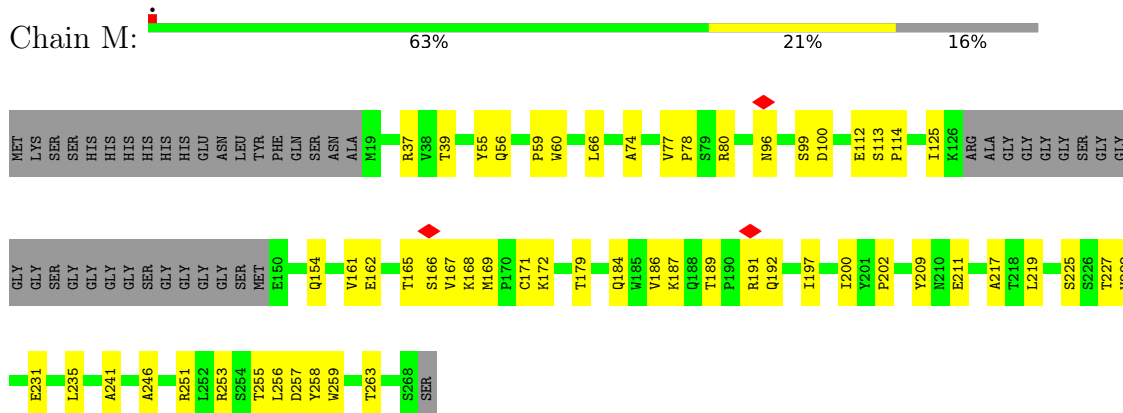 Chain M:
63% 21% 16%
MET LYS SER SER HIS HIS HIS HIS HIS HIS GLU ASN LEU TYR PHE GLN SER ASN ALA M19 R37 V38 T39 Y55 Q56 P59 W60 L66 A74 V77 P78 S79 R80 N96 S99 D100 E112 S113 P114 I125 K126 ARG ALA GLY GLY GLY GLY SER GLY GLY
GLY GLY SER GLY GLY GLY GLY SER GLY GLY GLY GLY SER MET E150 Q154 V161 E162 T165 S166 V167 K168 M169 P170 C171 K172 T179 Q184 W185 V186 K187 Q188 T189 P190 R191 Q192 I197 I200 Y201 P202 Y209 N210 E211 A217 T218 L219 S225 S226 T227
E231 L235 A241 A246 R251 L252 R253 S254 T255 L256 D257 Y258 W259 T263 S268 SER